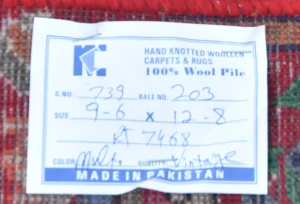 HAND KNOTTED WOOLLEN
CARPETS & RUGS
100% Wool Pile
S. NO. 739 BALE NO. 203
SIZE 9-6 x 12-8
A 7468
COLOR Multi QUALITY Vintage
MADE IN PAKISTAN